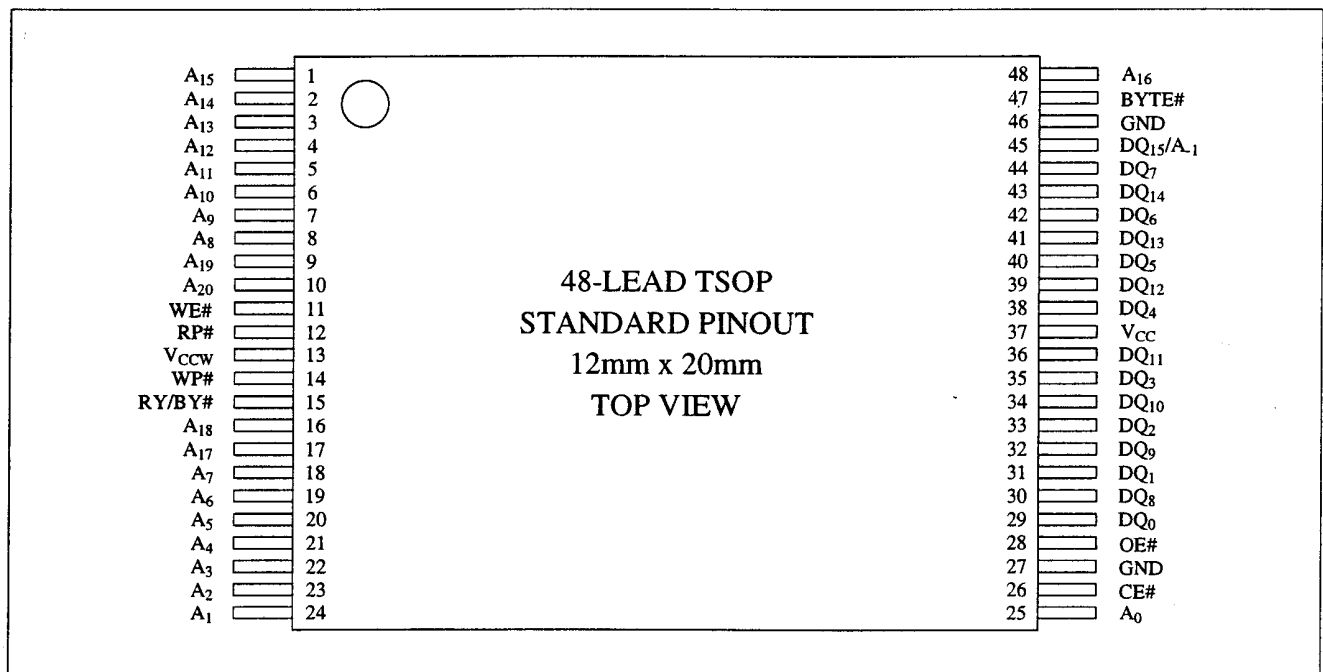 A15 1 48 A16
A14 2 47 BYTE#
A13 3 46 GND
A12 4 45 DQ15/A-1
A11 5 44 DQ7
A10 6 43 DQ14
A9 7 42 DQ6
A8 8 41 DQ13
A19 9 40 DQ5
A20 10 39 DQ12
WE# 11 38 DQ4
RP# 12 37 VCC
VCCW 13 36 DQ11
WP# 14 35 DQ3
RY/BY# 15 34 DQ10
A18 16 33 DQ2
A17 17 32 DQ9
A7 18 31 DQ1
A6 19 30 DQ8
A5 20 29 DQ0
A4 21 28 OE#
A3 22 27 GND
A2 23 26 CE#
A1 24 25 A0
48-LEAD TSOP
STANDARD PINOUT
12mm x 20mm
TOP VIEW